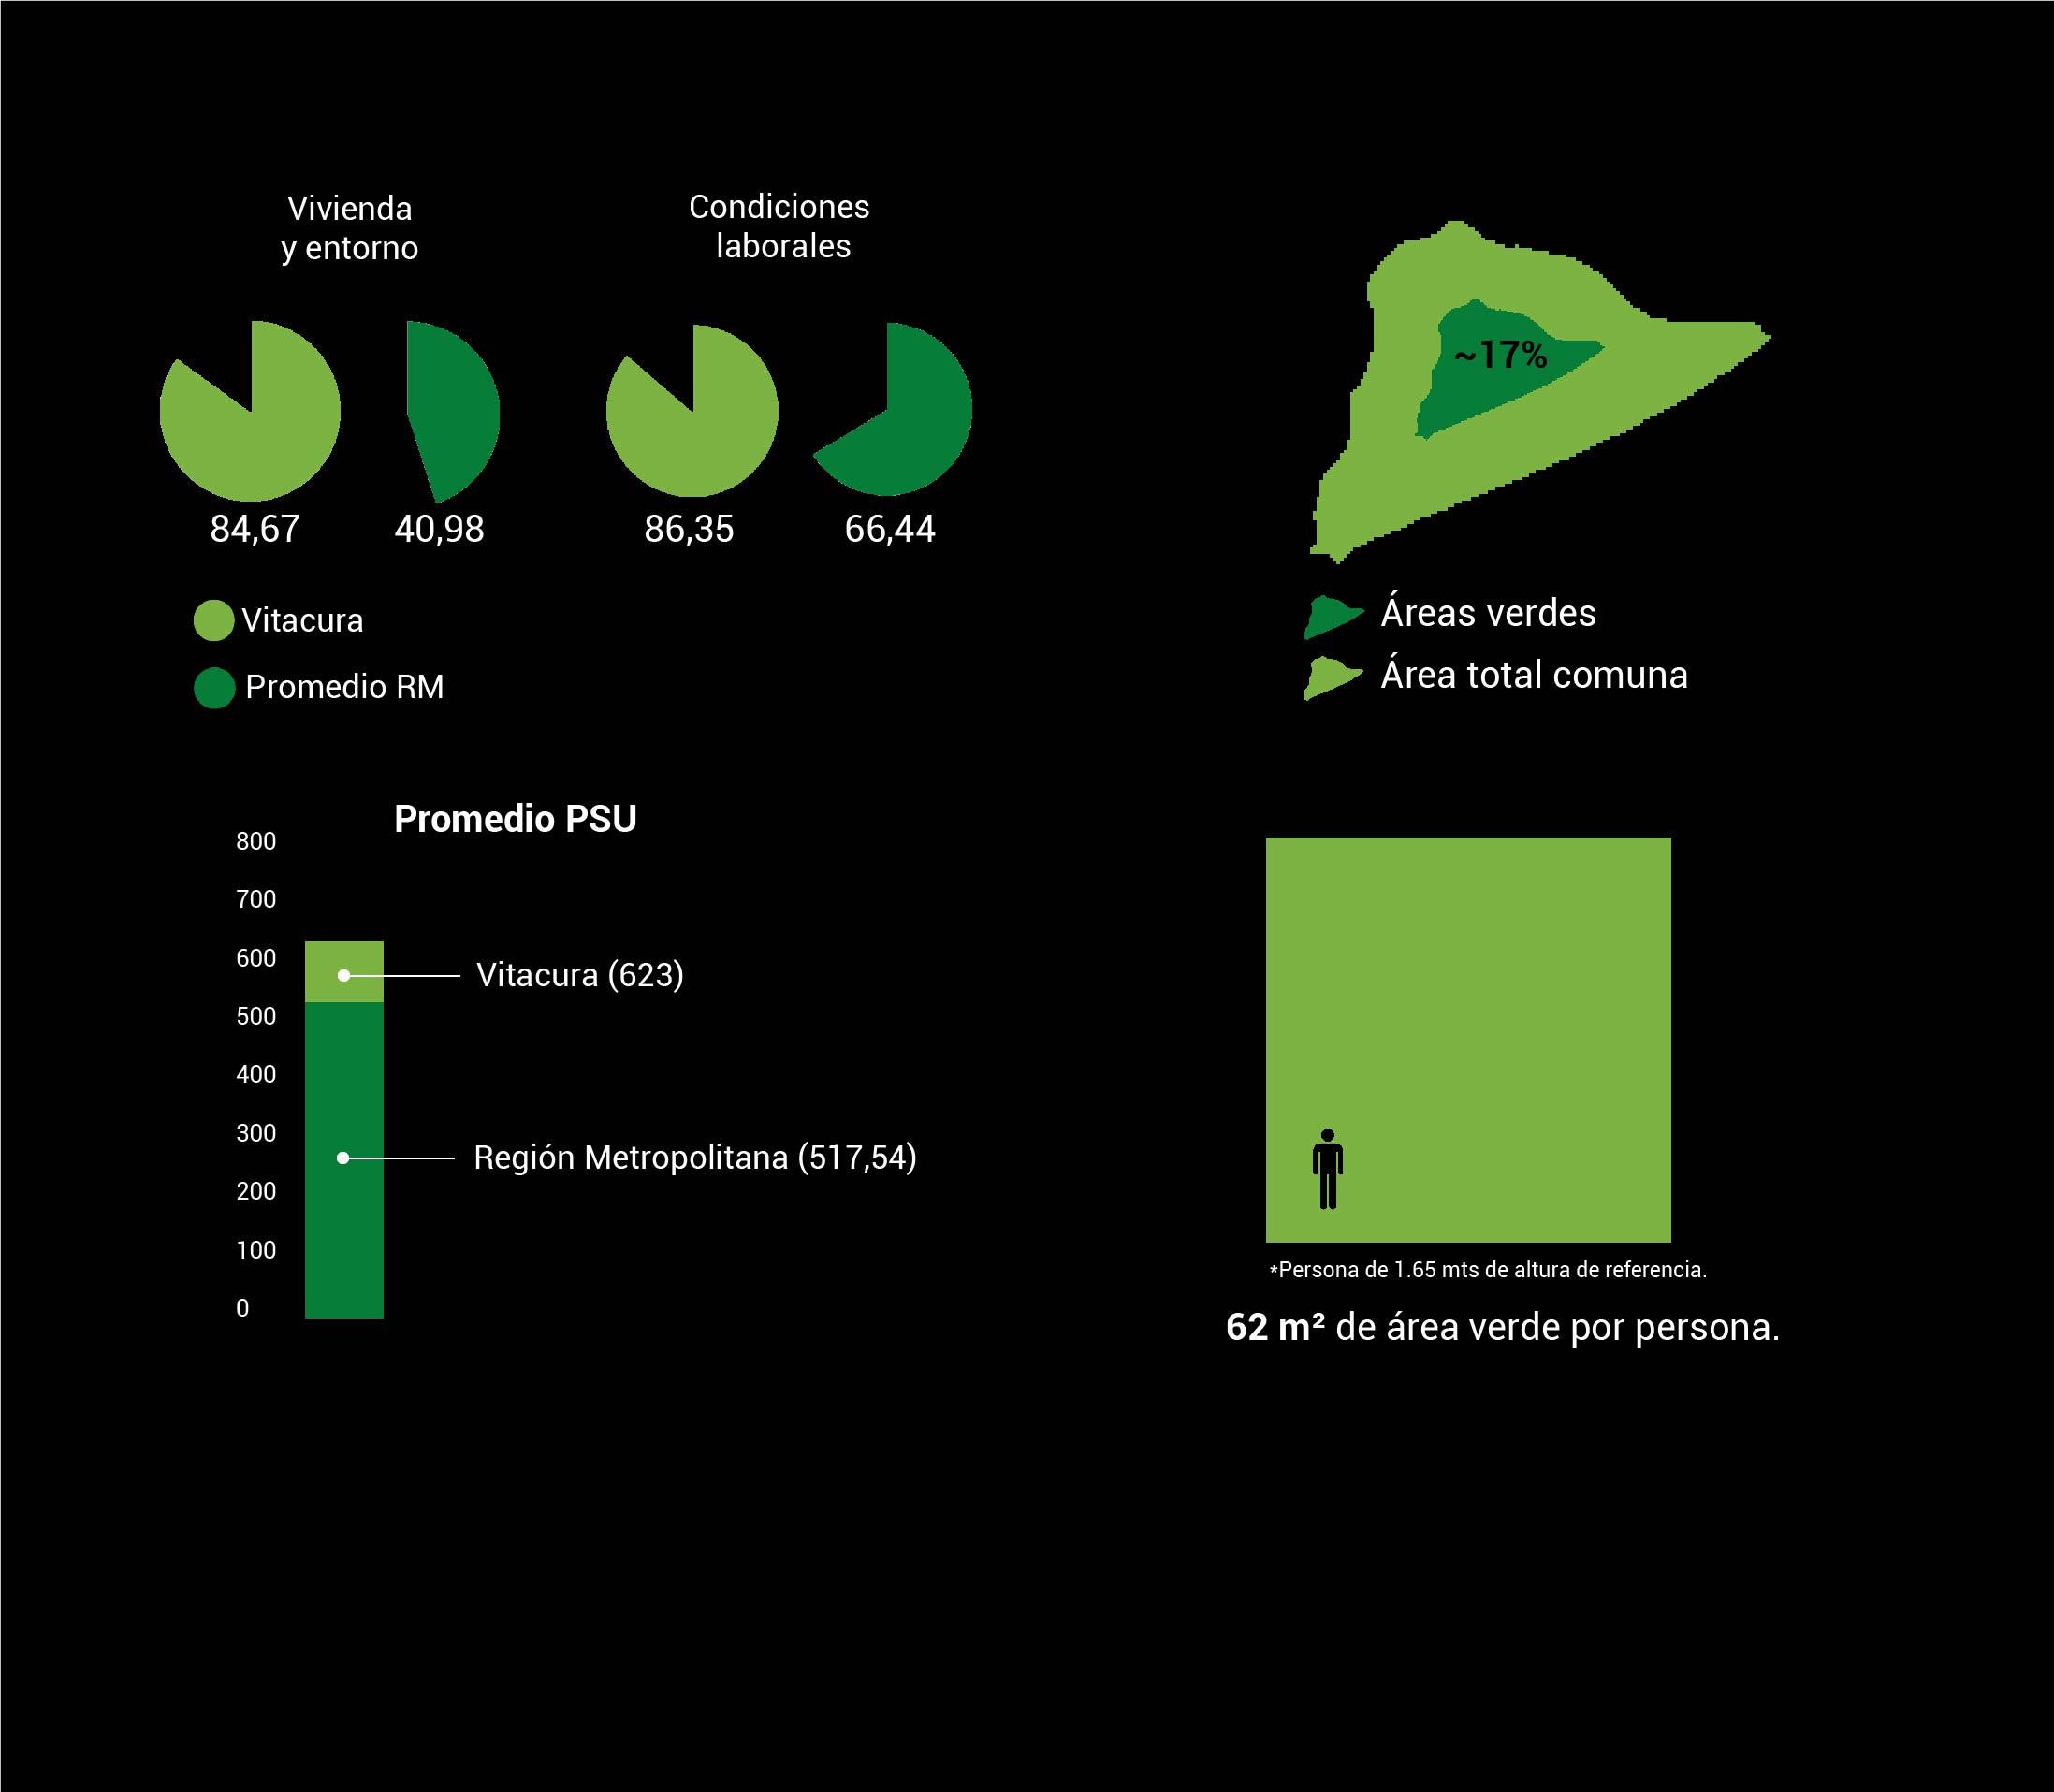 Vivienda
y entorno
Condiciones
laborales
84,67
40,98
86,35
66,44
Vitacura
Promedio RM
~17%
Áreas verdes
Área total comuna
Promedio PSU
800
700
600
500
400
300
200
100
0
Vitacura (623)
Región Metropolitana (517,54)
*Persona de 1.65 mts de altura de referencia.
62 m² de área verde por persona.